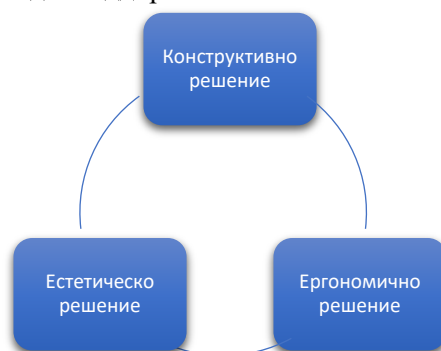 Конструктивно
решение
Естетическо
решение
Ергономично
решение